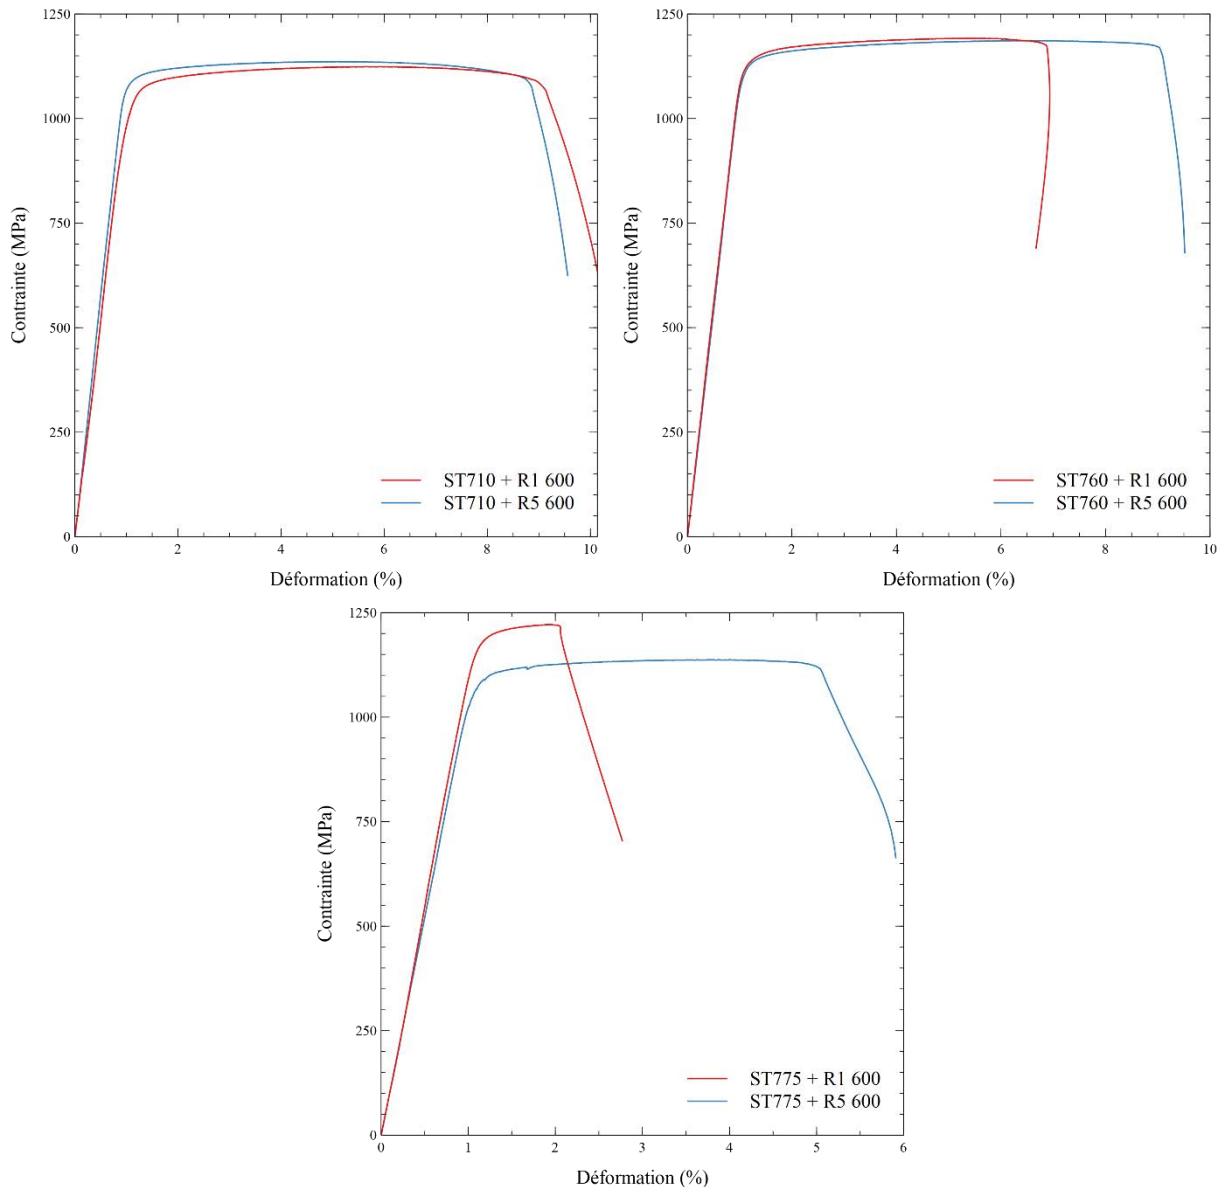 1250
1000
750
500
250
0
Contrainte (MPa)
ST710 + R1 600
ST710 + R5 600
0 2 4 6 8 10
Déformation (%)
1250
1000
750
500
250
0
Contrainte (MPa)
ST760 + R1 600
ST760 + R5 600
0 2 4 6 8 10
Déformation (%)
1250
1000
750
500
250
0
Contrainte (MPa)
ST775 + R1 600
ST775 + R5 600
0 1 2 3 4 5 6
Déformation (%)